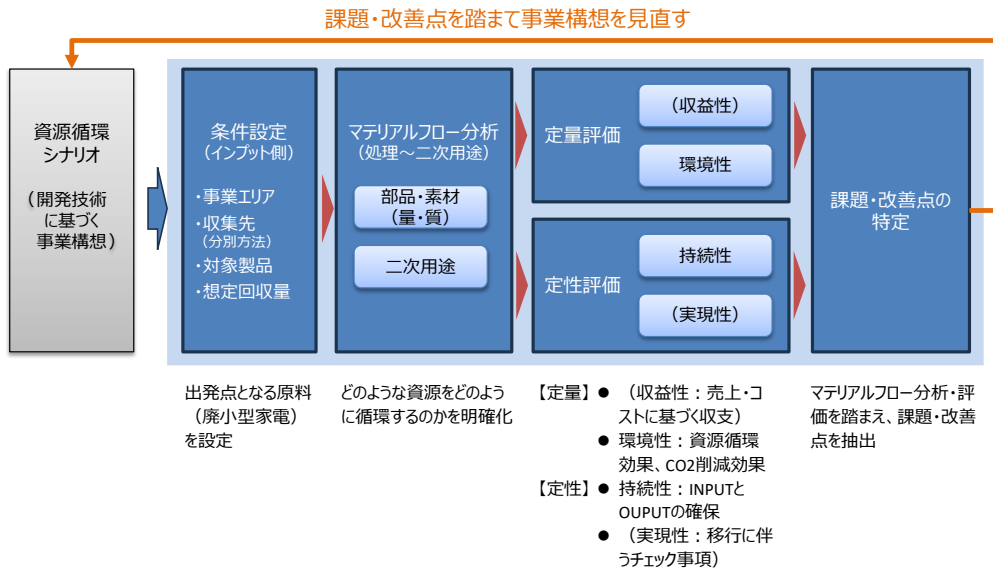 課題・改善点を踏まて事業構想を見直す
資源循環
シナリオ
(開発技術
に基づく
事業構想)
条件設定
(インプット側)
・事業エリア
・収集先
(分別方法)
・対象製品
・想定回収量
マテリアルフロー分析
(処理～二次用途)
部品・素材
(量・質)
二次用途
定量評価
(収益性)
環境性
定性評価
持続性
(実現性)
課題・改善点の
特定
出発点となる原料
(廃小型家電)
を設定
どのような資源をどのよう
に循環するのかを明確化
【定量】● (収益性：売上・コ
ストに基づく収支)
● 環境性：資源循環
効果、CO2削減効果
【定性】● 持続性：INPUTと
OUPUTの確保
● (実現性：移行に伴
うチェック事項)
マテリアルフロー分析・評
価を踏まえ、課題・改善
点を抽出